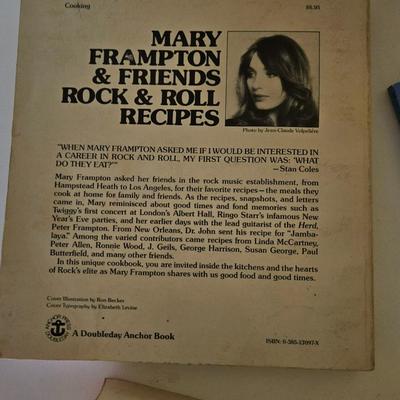 Cooking
$8.95
MARY
FRAMPTON
& FRIENDS
ROCK & ROLL
RECIPES
Photo by Jean-Claude Volpeliére
"WHEN MARY FRAMPTON ASKED ME IF I WOULD BE INTERESTED IN
A CAREER IN ROCK AND ROLL, MY FIRST QUESTION WAS: 'WHAT
DO THEY EAT?'"
—Stan Coles
Mary Frampton asked her friends in the rock music establishment, from
Hampstead Heath to Los Angeles, for their favorite recipes—the meals they
cook at home for family and friends. As the recipes, snapshots, and letters
came in, Mary reminisced about good times and fond memories such as
Twiggy's first concert at London's Albert Hall, Ringo Starr's infamous New
Year's Eve parties, and her earlier days with the lead guitarist of the Herd,
Peter Frampton. From New Orleans, Dr. John sent his recipe for "Jamba-
laya." Among the varied contributors came recipes from Linda McCartney,
Peter Allen, Ronnie Wood, J. Geils, George Harrison, Susan George, Paul
Butterfield, and many other friends.
In this unique cookbook, you are invited inside the kitchens and the hearts
of Rock's elite as Mary Frampton shares with us good food and good times.
Cover Illustration by Ron Becker
Cover Typography by Elizabeth Levine
ANCHOR PRESS
DOUBLEDAY
A Doubleday Anchor Book
ISBN: 0-385-13097-X